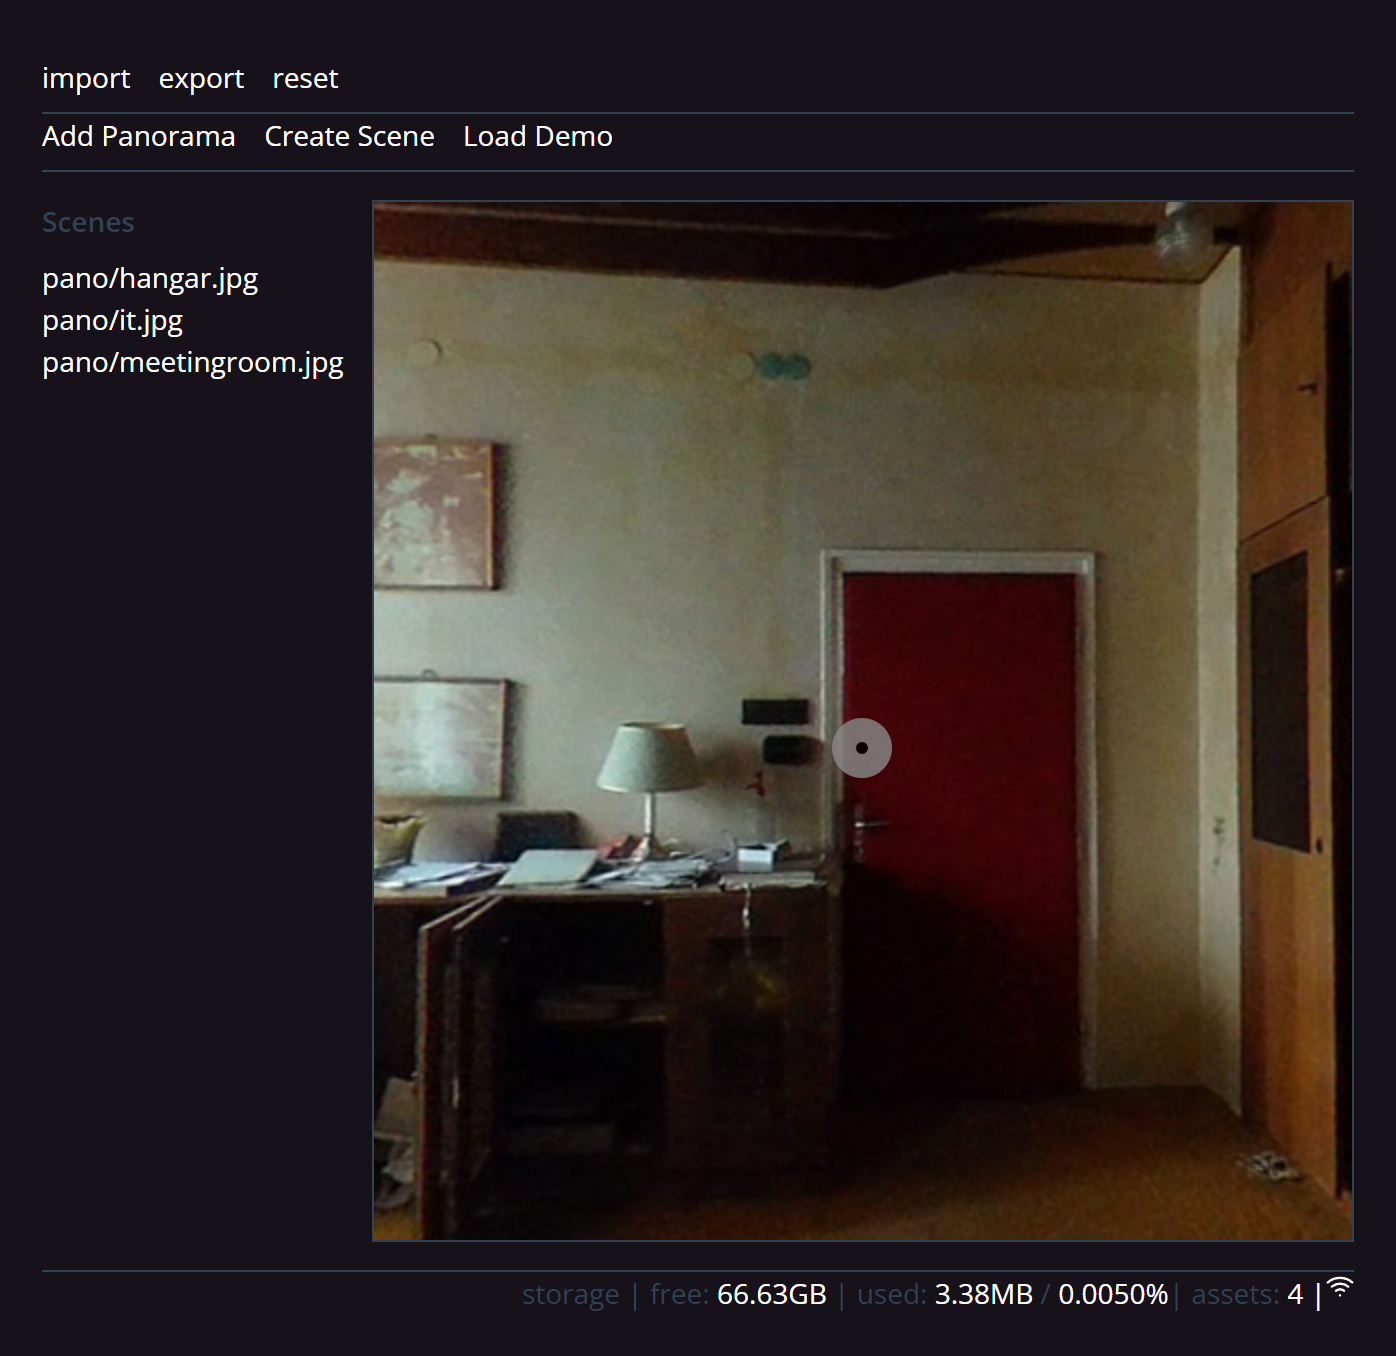 import export reset
Add Panorama Create Scene Load Demo
Scenes
pano/hangar.jpg
pano/it.jpg
pano/meetingroom.jpg
storage | free: 66.63GB | used: 3.38MB / 0.0050%| assets: 4 |